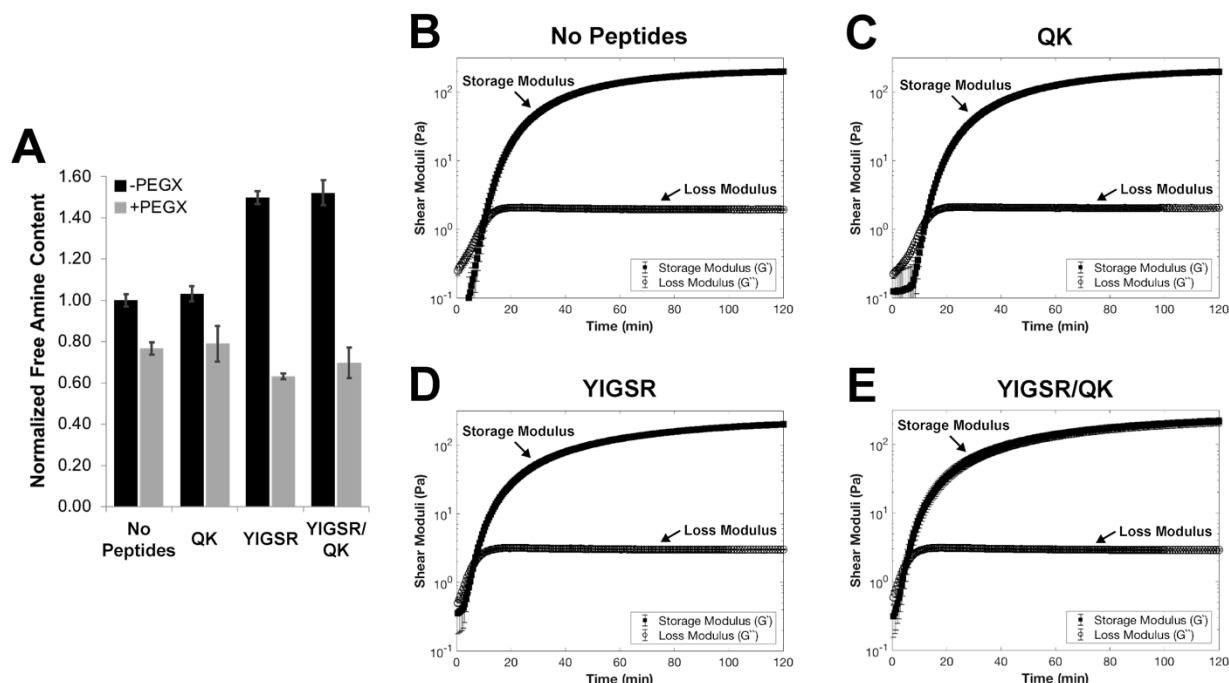 A
Normalized Free Amine Content
1.60
1.40
1.20
1.00
0.80
0.60
0.40
0.20
0.00
-PEGX
+PEGX
No
Peptides
QK
YIGSR
YIGSR/
QK
B
No Peptides
Shear Moduli (Pa)
10²
10¹
10⁰
10⁻¹
Storage Modulus
Loss Modulus
Storage Modulus (G`)
Loss Modulus (G``)
0 20 40 60 80 100 120
Time (min)
C
QK
Shear Moduli (Pa)
10²
10¹
10⁰
10⁻¹
Storage Modulus
Loss Modulus
Storage Modulus (G`)
Loss Modulus (G``)
0 20 40 60 80 100 120
Time (min)
D
YIGSR
Shear Moduli (Pa)
10²
10¹
10⁰
10⁻¹
Storage Modulus
Loss Modulus
Storage Modulus (G`)
Loss Modulus (G``)
0 20 40 60 80 100 120
Time (min)
E
YIGSR/QK
Shear Moduli (Pa)
10²
10¹
10⁰
10⁻¹
Storage Modulus
Loss Modulus
Storage Modulus (G`)
Loss Modulus (G``)
0 20 40 60 80 100 120
Time (min)